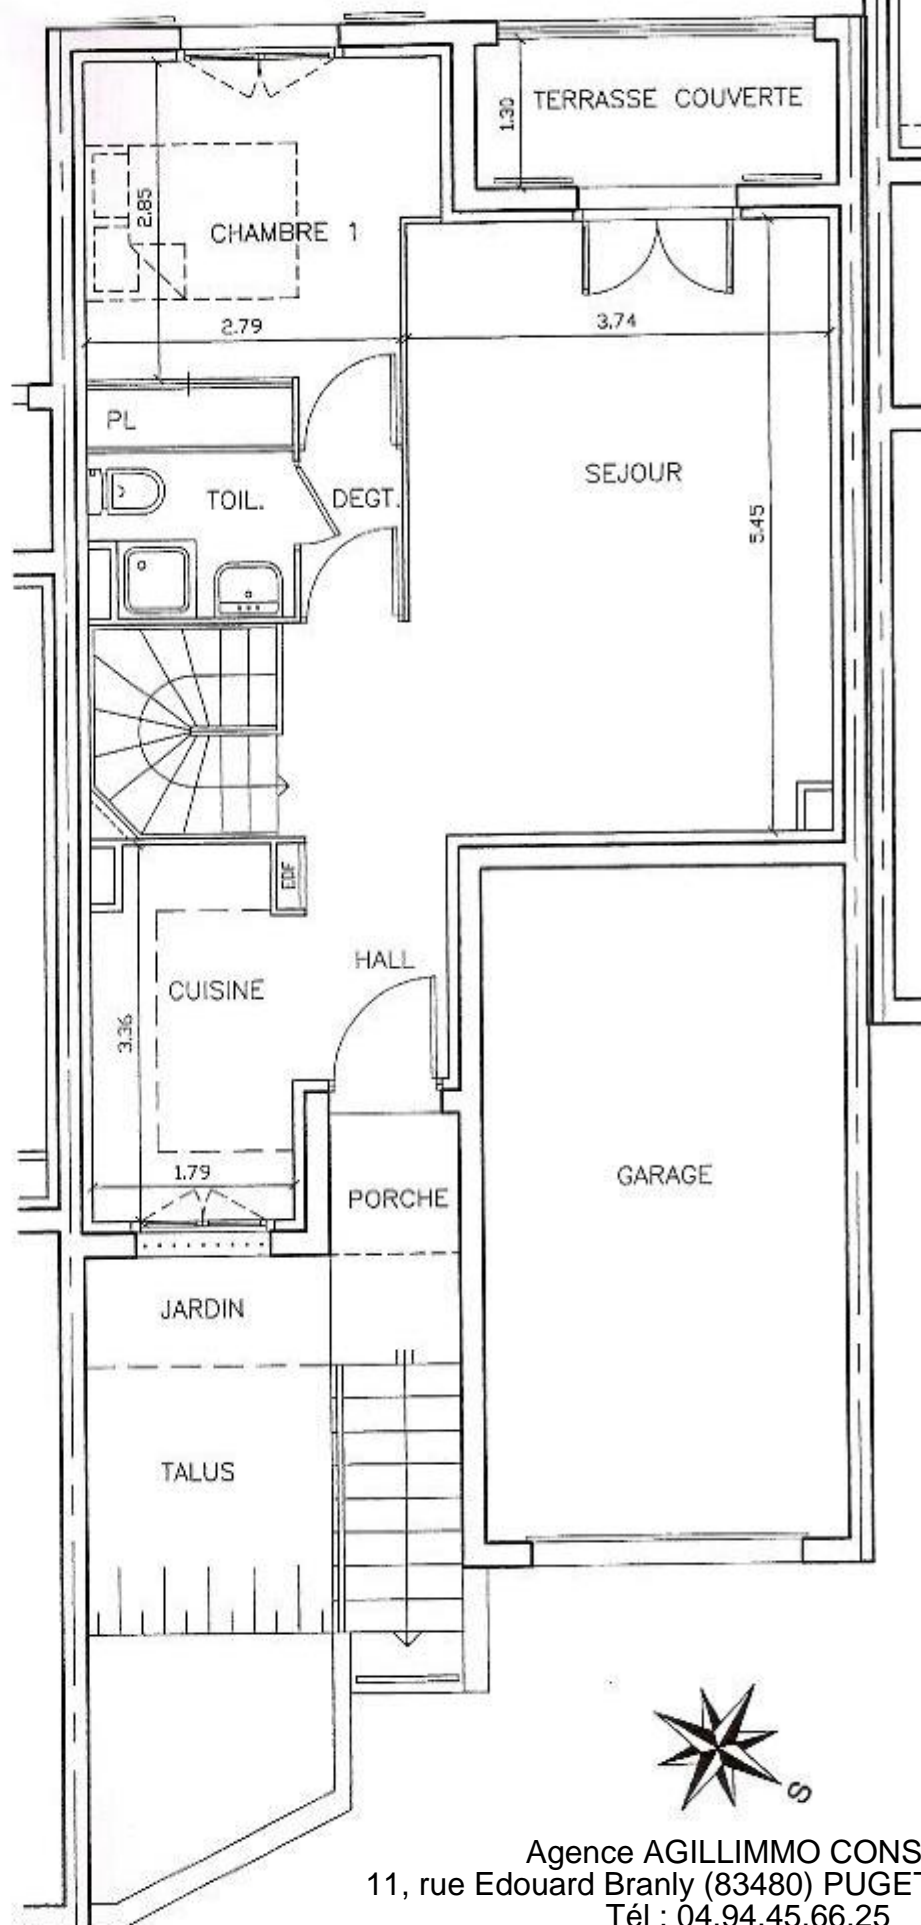 TERRASSE COUVERTE
1.30
2.85
CHAMBRE 1
2.79
3.74
PL
SEJOUR
TOIL.
DEGT.
5.45
EDF
HALL
CUISINE
3.36
1.79
PORCHE
GARAGE
JARDIN
TALUS
S
Agence AGILLIMMO CONS
11, rue Edouard Branly (83480) PUGET
Tél : 04.94.45.66.25